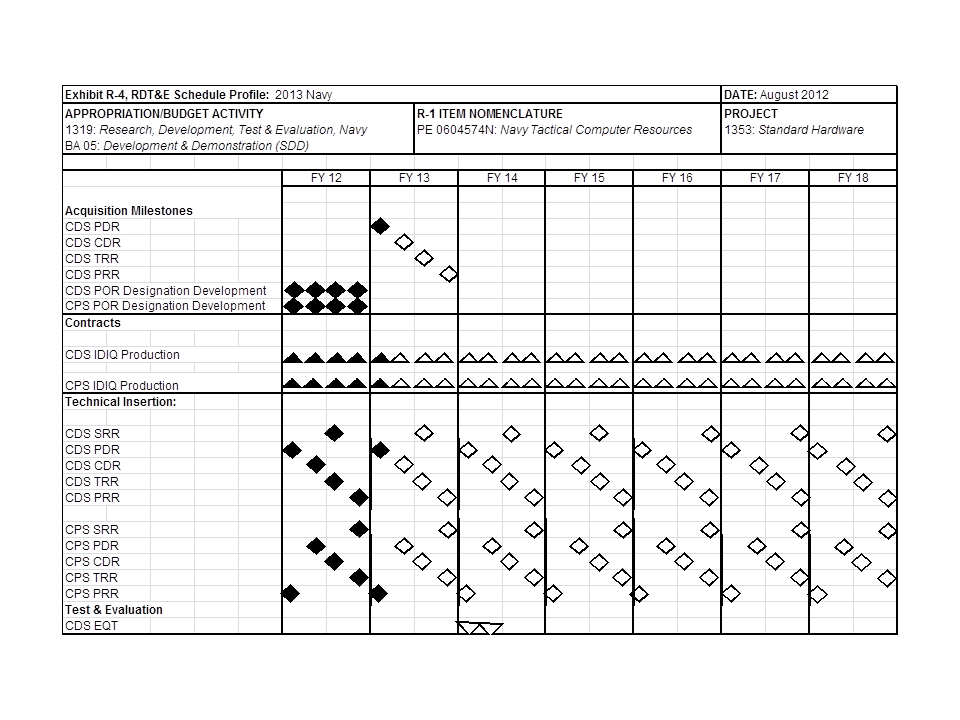 Exhibit R-4, RDT&E Schedule Profile: 2013 Navy
DATE: August 2012
APPROPRIATION/BUDGET ACTIVITY
R-1 ITEM NOMENCLATURE
PROJECT
1319: Research, Development, Test & Evaluation, Navy
PE 0604574N: Navy Tactical Computer Resources
1353: Standard Hardware
BA 05: Development & Demonstration (SDD)
FY 12 FY 13 FY 14 FY 15 FY 16 FY 17 FY 18
Acquisition Milestones
CDS PDR
CDS CDR
CDS TRR
CDS PRR
CDS POR Designation Development
CPS POR Designation Development
Contracts
CDS IDIQ Production
CPS IDIQ Production
Technical Insertion:
CDS SRR
CDS PDR
CDS CDR
CDS TRR
CDS PRR
CPS SRR
CPS PDR
CPS CDR
CPS TRR
CPS PRR
Test & Evaluation
CDS EQT